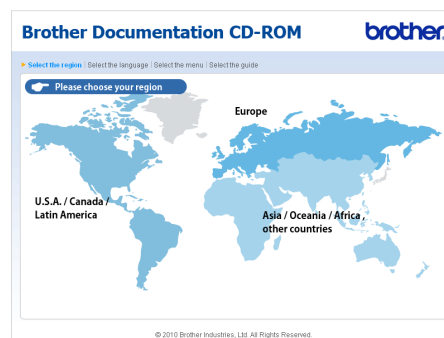 Brother Documentation CD-ROM
brother
Select the region | Select the language | Select the menu | Select the guide
Please choose your region
Europe
U.S.A. / Canada /
Latin America
Asia / Oceania / Africa /
other countries
© 2010 Brother Industries, Ltd. All Rights Reserved.